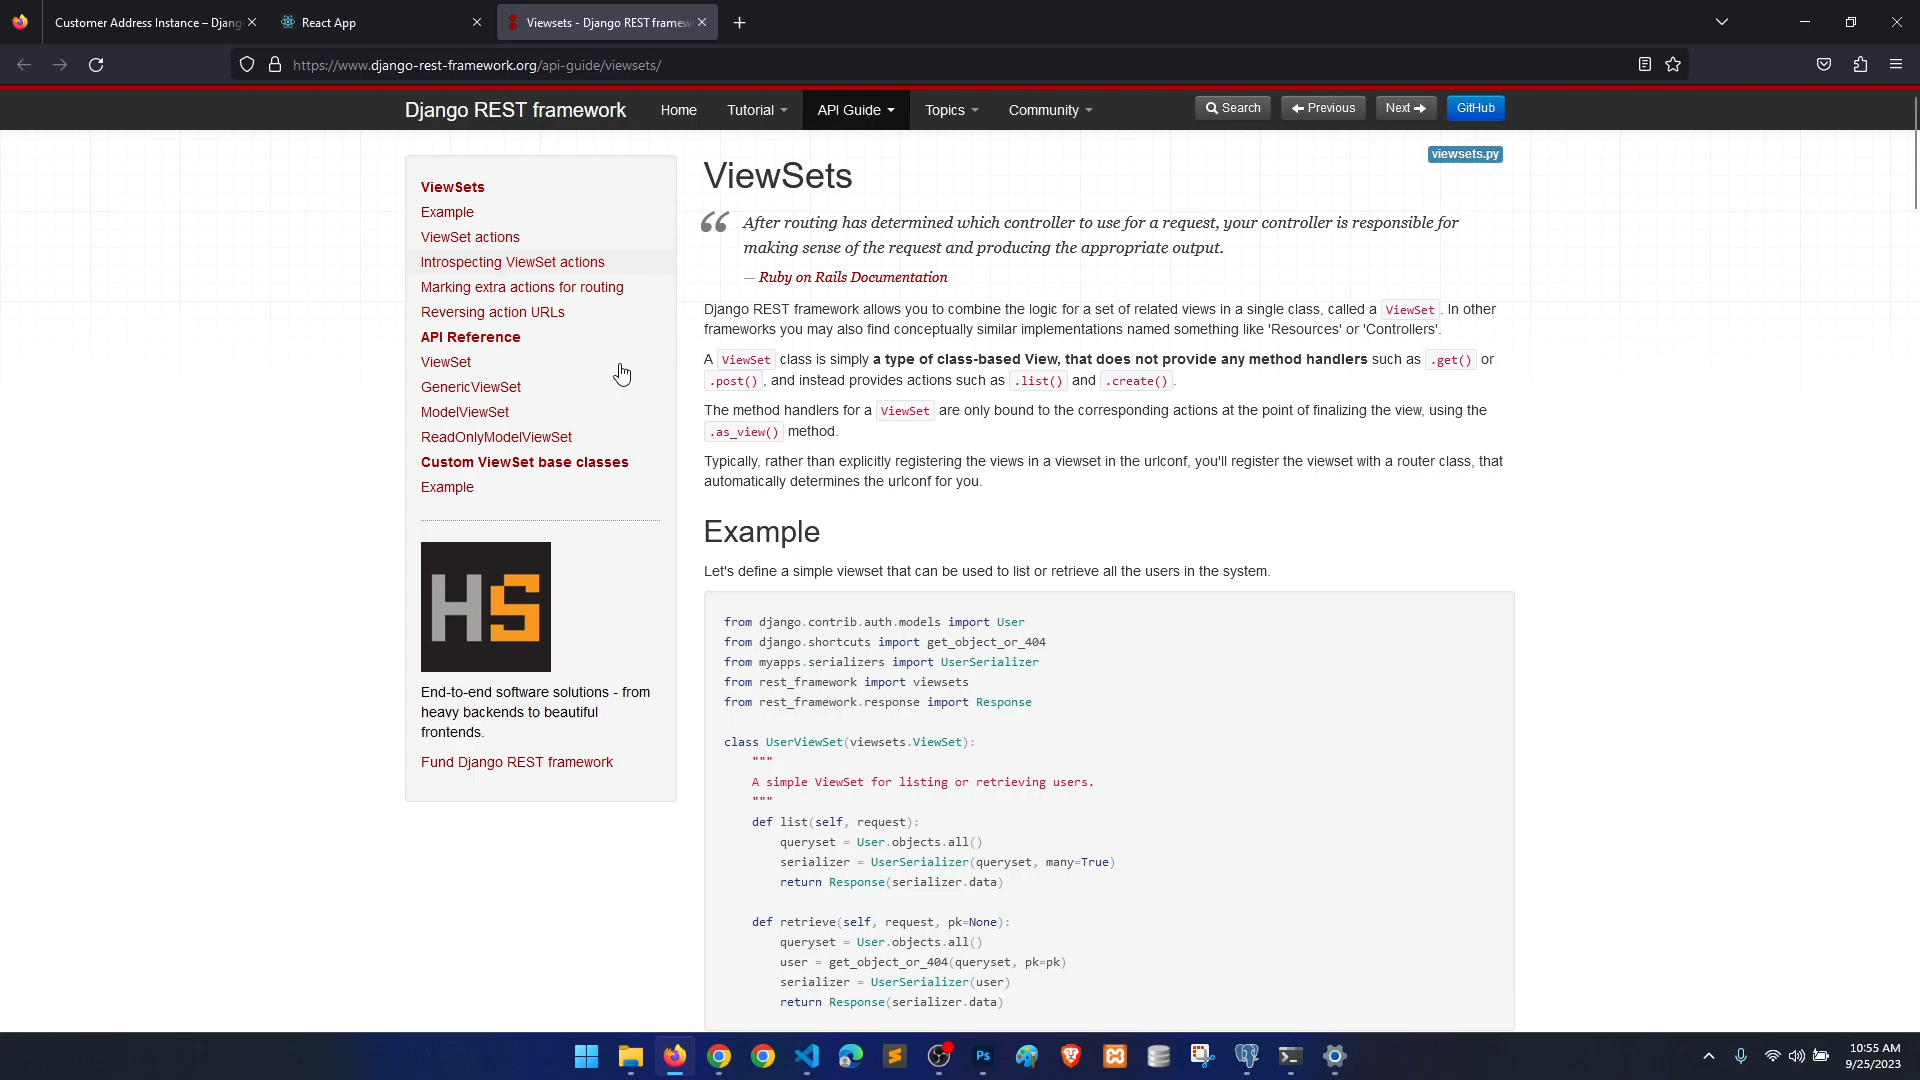 Customer Address Instance – Djang
React App
Viewsets - Django REST framew
https://www.django-rest-framework.org/api-guide/viewsets/
Django REST framework
Home
Tutorial
API Guide
Topics
Community
Search
Previous
Next
GitHub
ViewSets
Example
ViewSet actions
Introspecting ViewSet actions
Marking extra actions for routing
Reversing action URLs
API Reference
ViewSet
GenericViewSet
ModelViewSet
ReadOnlyModelViewSet
Custom ViewSet base classes
Example
HS
End-to-end software solutions - from
heavy backends to beautiful
frontends.
Fund Django REST framework
viewsets.py
ViewSets
“ After routing has determined which controller to use for a request, your controller is responsible for
making sense of the request and producing the appropriate output.
— Ruby on Rails Documentation
Django REST framework allows you to combine the logic for a set of related views in a single class, called a ViewSet. In other
frameworks you may also find conceptually similar implementations named something like 'Resources' or 'Controllers'.
A ViewSet class is simply a type of class-based View, that does not provide any method handlers such as .get() or
.post(), and instead provides actions such as .list() and .create().
The method handlers for a ViewSet are only bound to the corresponding actions at the point of finalizing the view, using the
.as_view() method.
Typically, rather than explicitly registering the views in a viewset in the urlconf, you'll register the viewset with a router class, that
automatically determines the urlconf for you.
Example
Let's define a simple viewset that can be used to list or retrieve all the users in the system.
from django.contrib.auth.models import User
from django.shortcuts import get_object_or_404
from myapps.serializers import UserSerializer
from rest_framework import viewsets
from rest_framework.response import Response
class UserViewSet(viewsets.ViewSet):
"""
A simple ViewSet for listing or retrieving users.
"""
def list(self, request):
queryset = User.objects.all()
serializer = UserSerializer(queryset, many=True)
return Response(serializer.data)
def retrieve(self, request, pk=None):
queryset = User.objects.all()
user = get_object_or_404(queryset, pk=pk)
serializer = UserSerializer(user)
return Response(serializer.data)
Ps
10:55 AM
9/25/2023